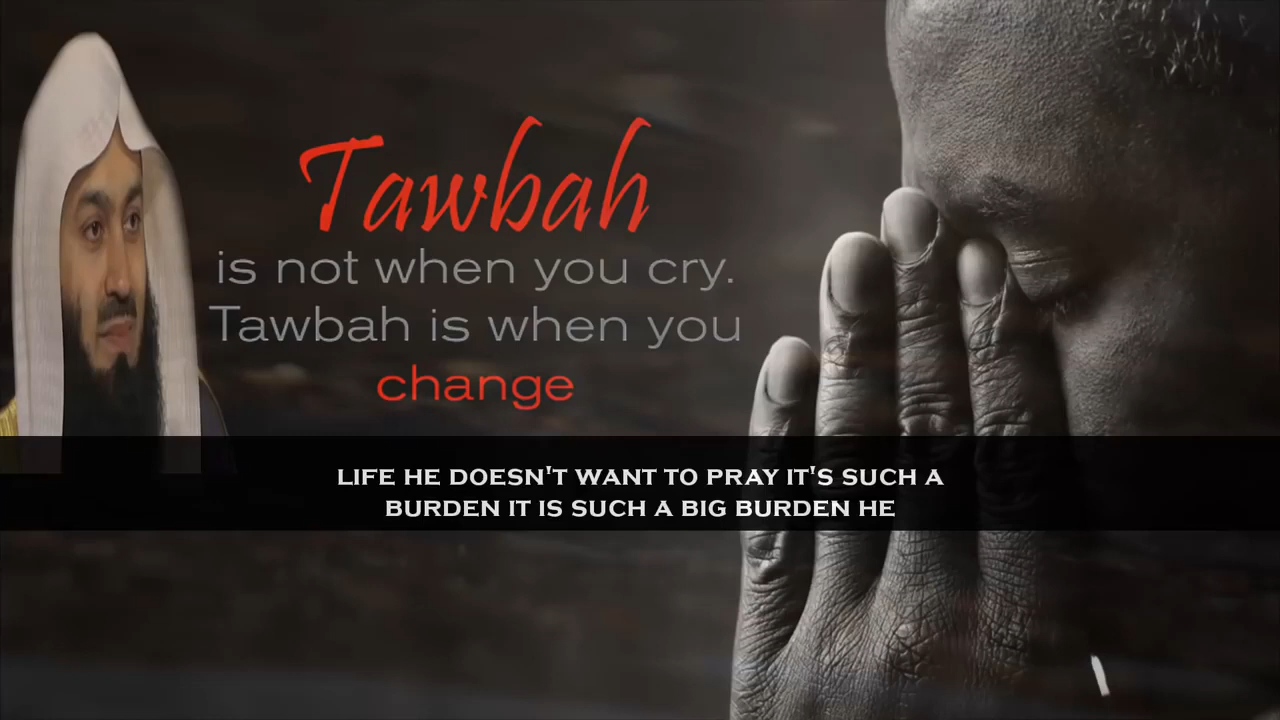 Tawbah
is not when you cry.
Tawbah is when you
change
LIFE HE DOESN'T WANT TO PRAY IT'S SUCH A
BURDEN IT IS SUCH A BIG BURDEN HE